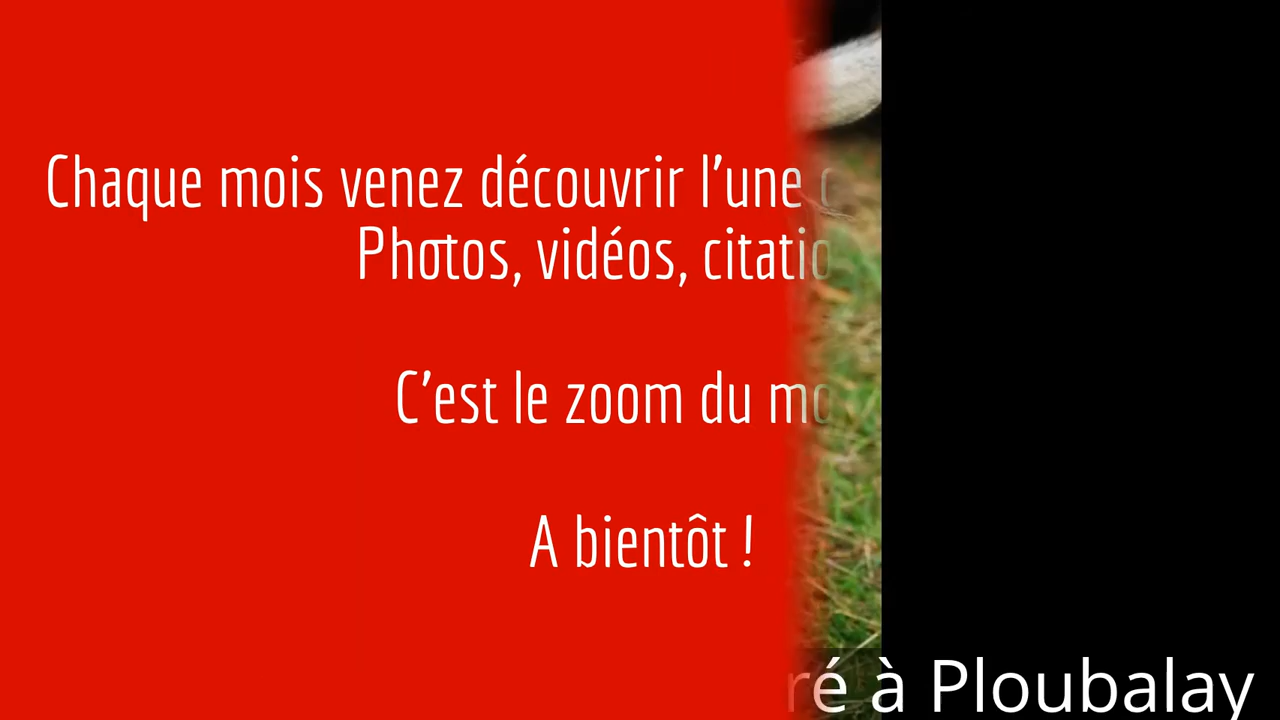 Chaque mois venez découvrir l'une
Photos, vidéos,
C'est le zoom du
A bientôt !
à Ploubalay